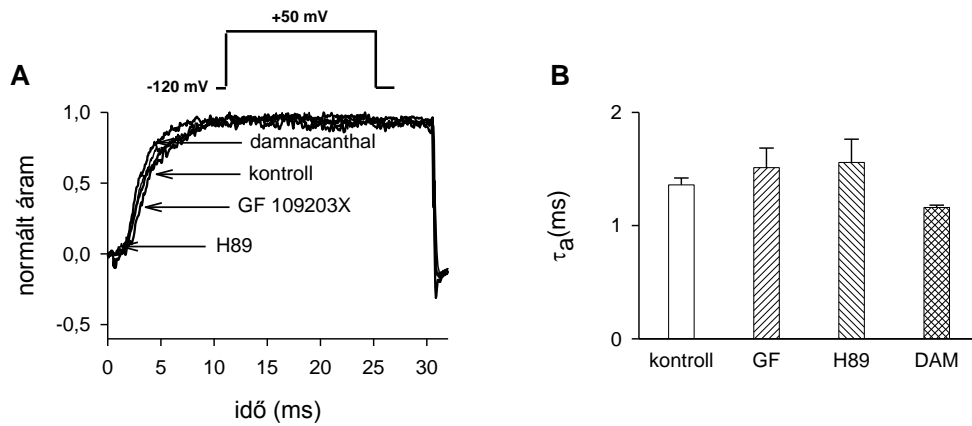 +50 mV
A
-120 mV
1,0
0,5
0,0
-0,5
normált áram
damnacanthal
kontroll
GF 109203X
H89
0 5 10 15 20 25 30
idő (ms)
B
2
1
0
τa(ms)
kontroll GF H89 DAM